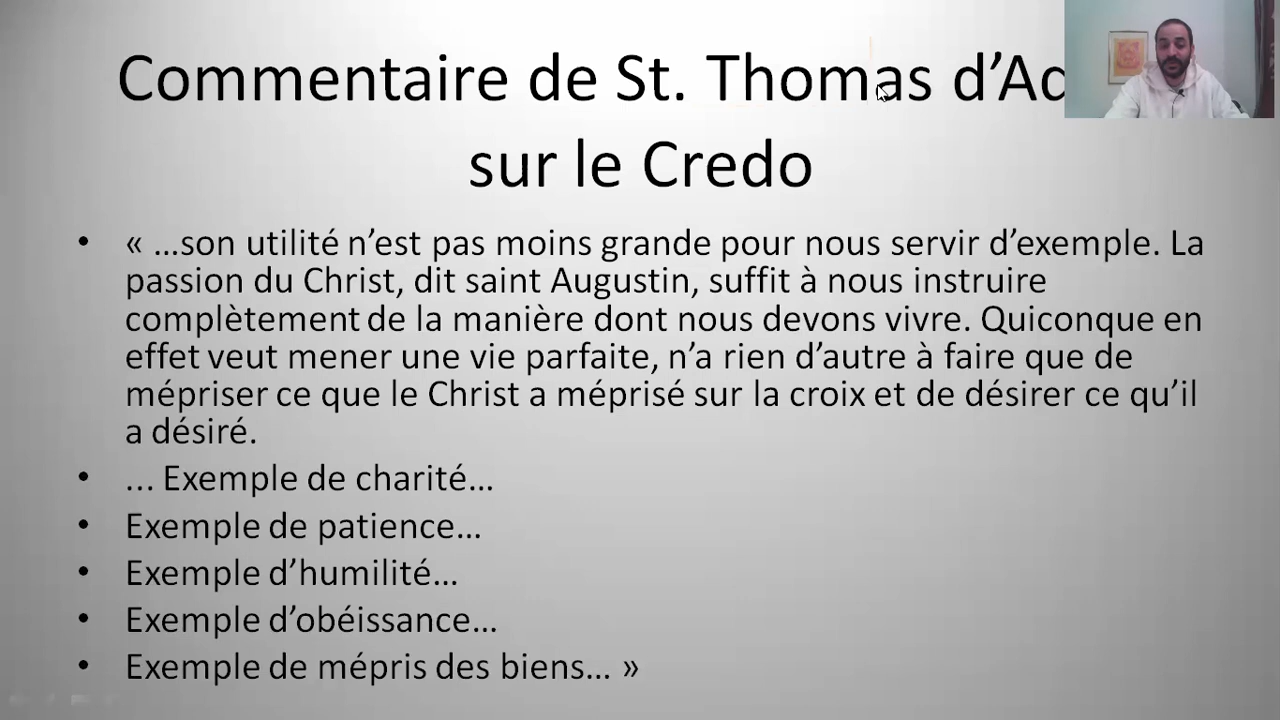 Commentaire de St. Thomas
sur le Credo
• « …son utilité n’est pas moins grande pour nous servir d’exemple. La
passion du Christ, dit saint Augustin, suffit à nous instruire
complètement de la manière dont nous devons vivre. Quiconque en
effet veut mener une vie parfaite, n’a rien d’autre à faire que de
mépriser ce que le Christ a méprisé sur la croix et de désirer ce qu’il
a désiré.
• ... Exemple de charité…
• Exemple de patience…
• Exemple d’humilité…
• Exemple d’obéissance…
• Exemple de mépris des biens… »